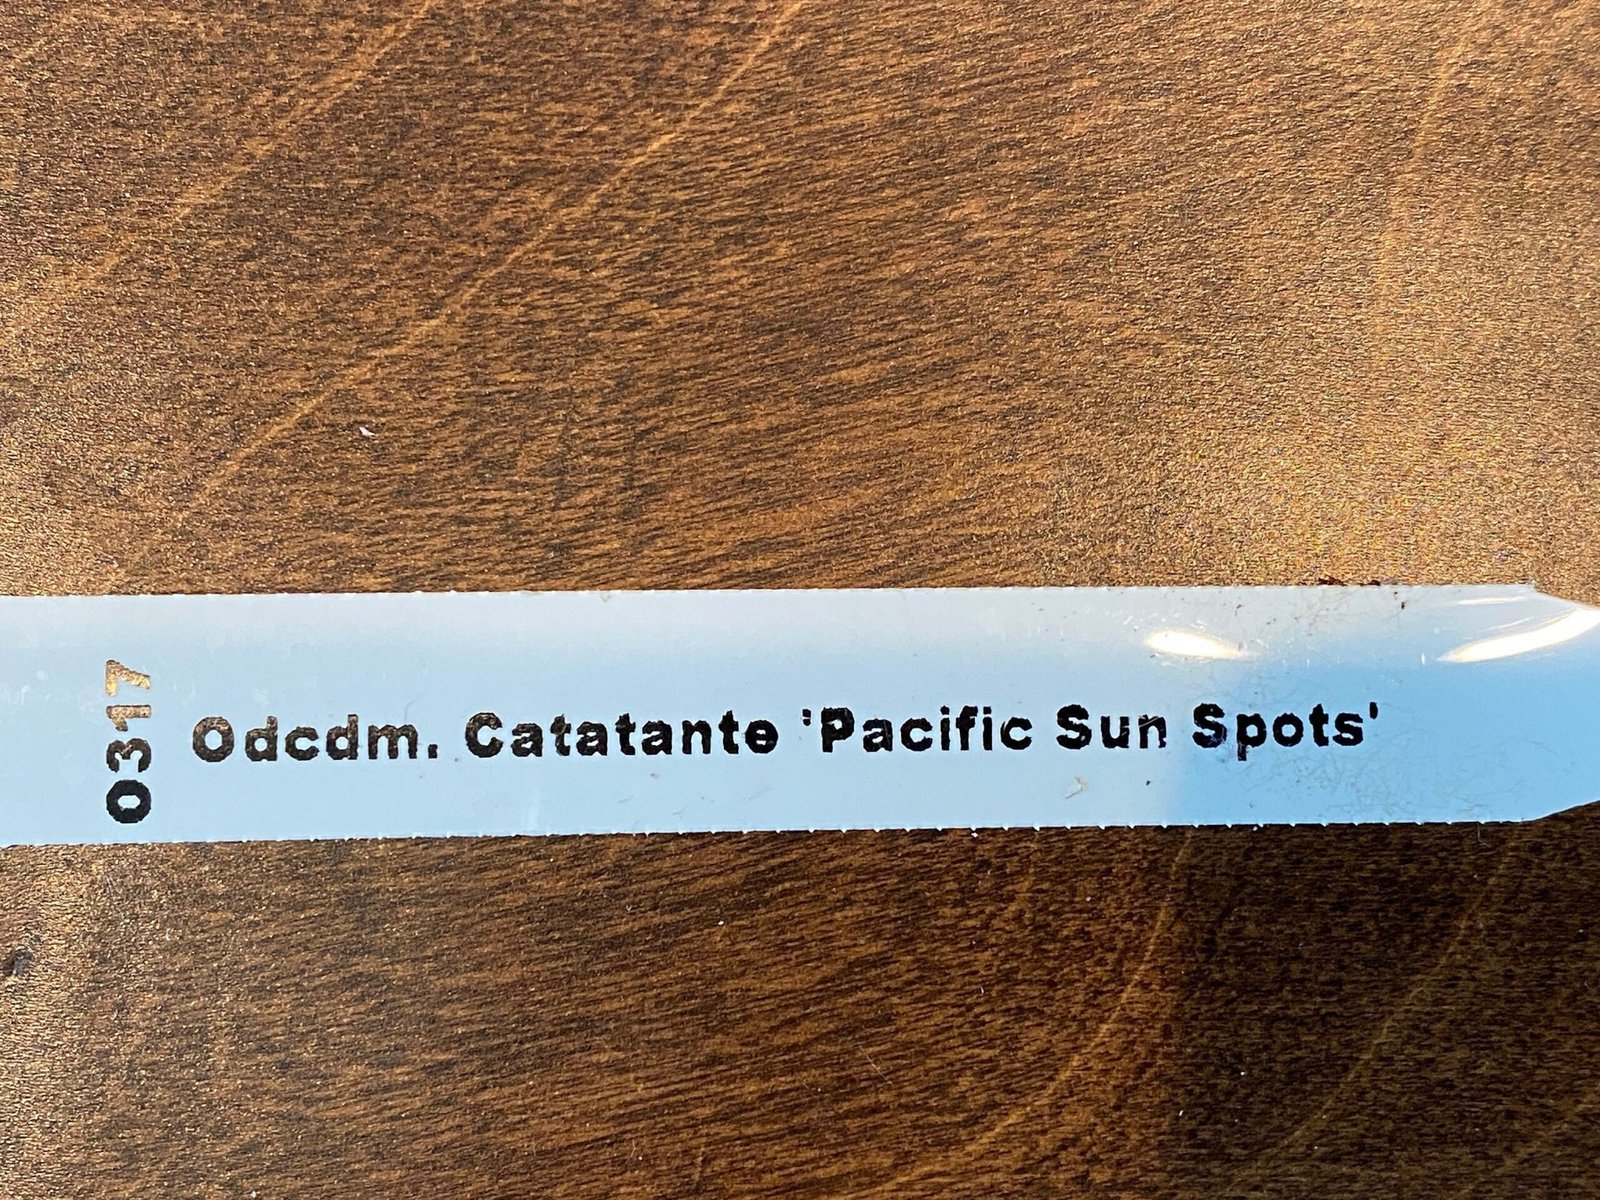 0317
Odcdm. Catatante 'Pacific Sun Spots'